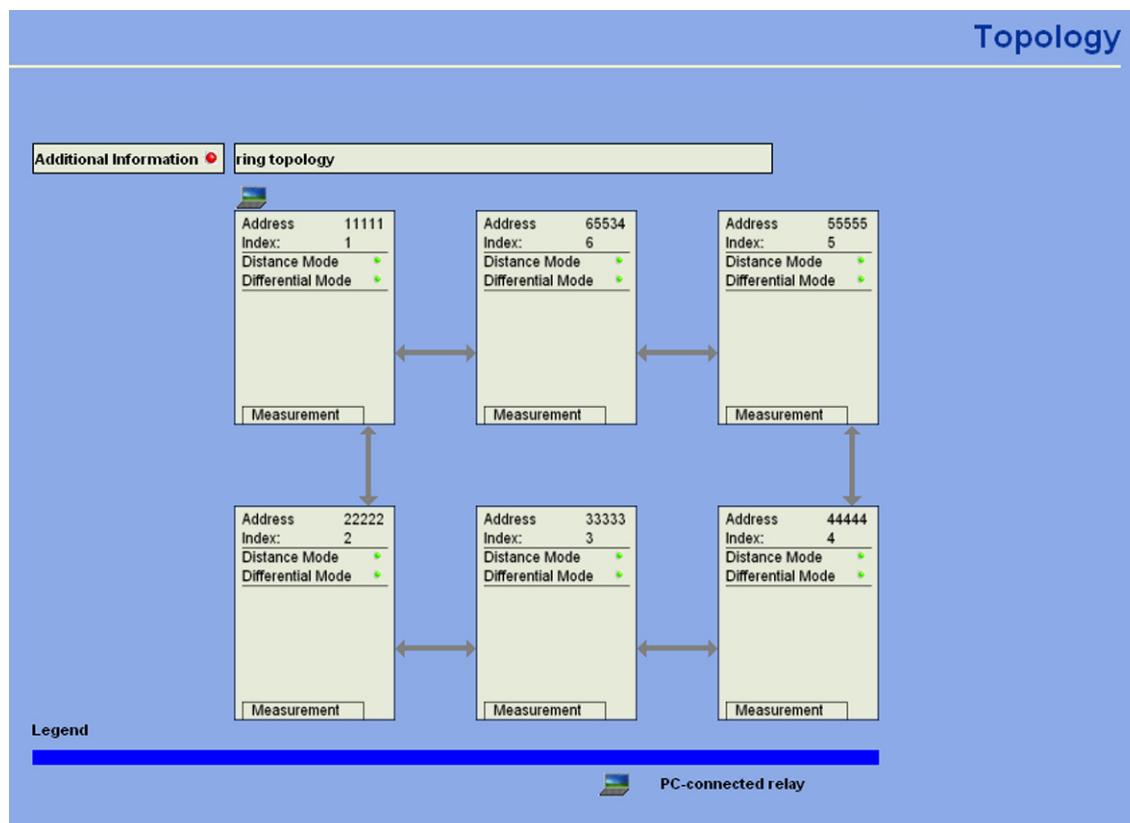 Topology
Additional Information
ring topology
Address 11111
Index: 1
Distance Mode
Differential Mode
Measurement
Address 65534
Index: 6
Distance Mode
Differential Mode
Measurement
Address 55555
Index: 5
Distance Mode
Differential Mode
Measurement
Address 22222
Index: 2
Distance Mode
Differential Mode
Measurement
Address 33333
Index: 3
Distance Mode
Differential Mode
Measurement
Address 44444
Index: 4
Distance Mode
Differential Mode
Measurement
Legend
PC-connected relay